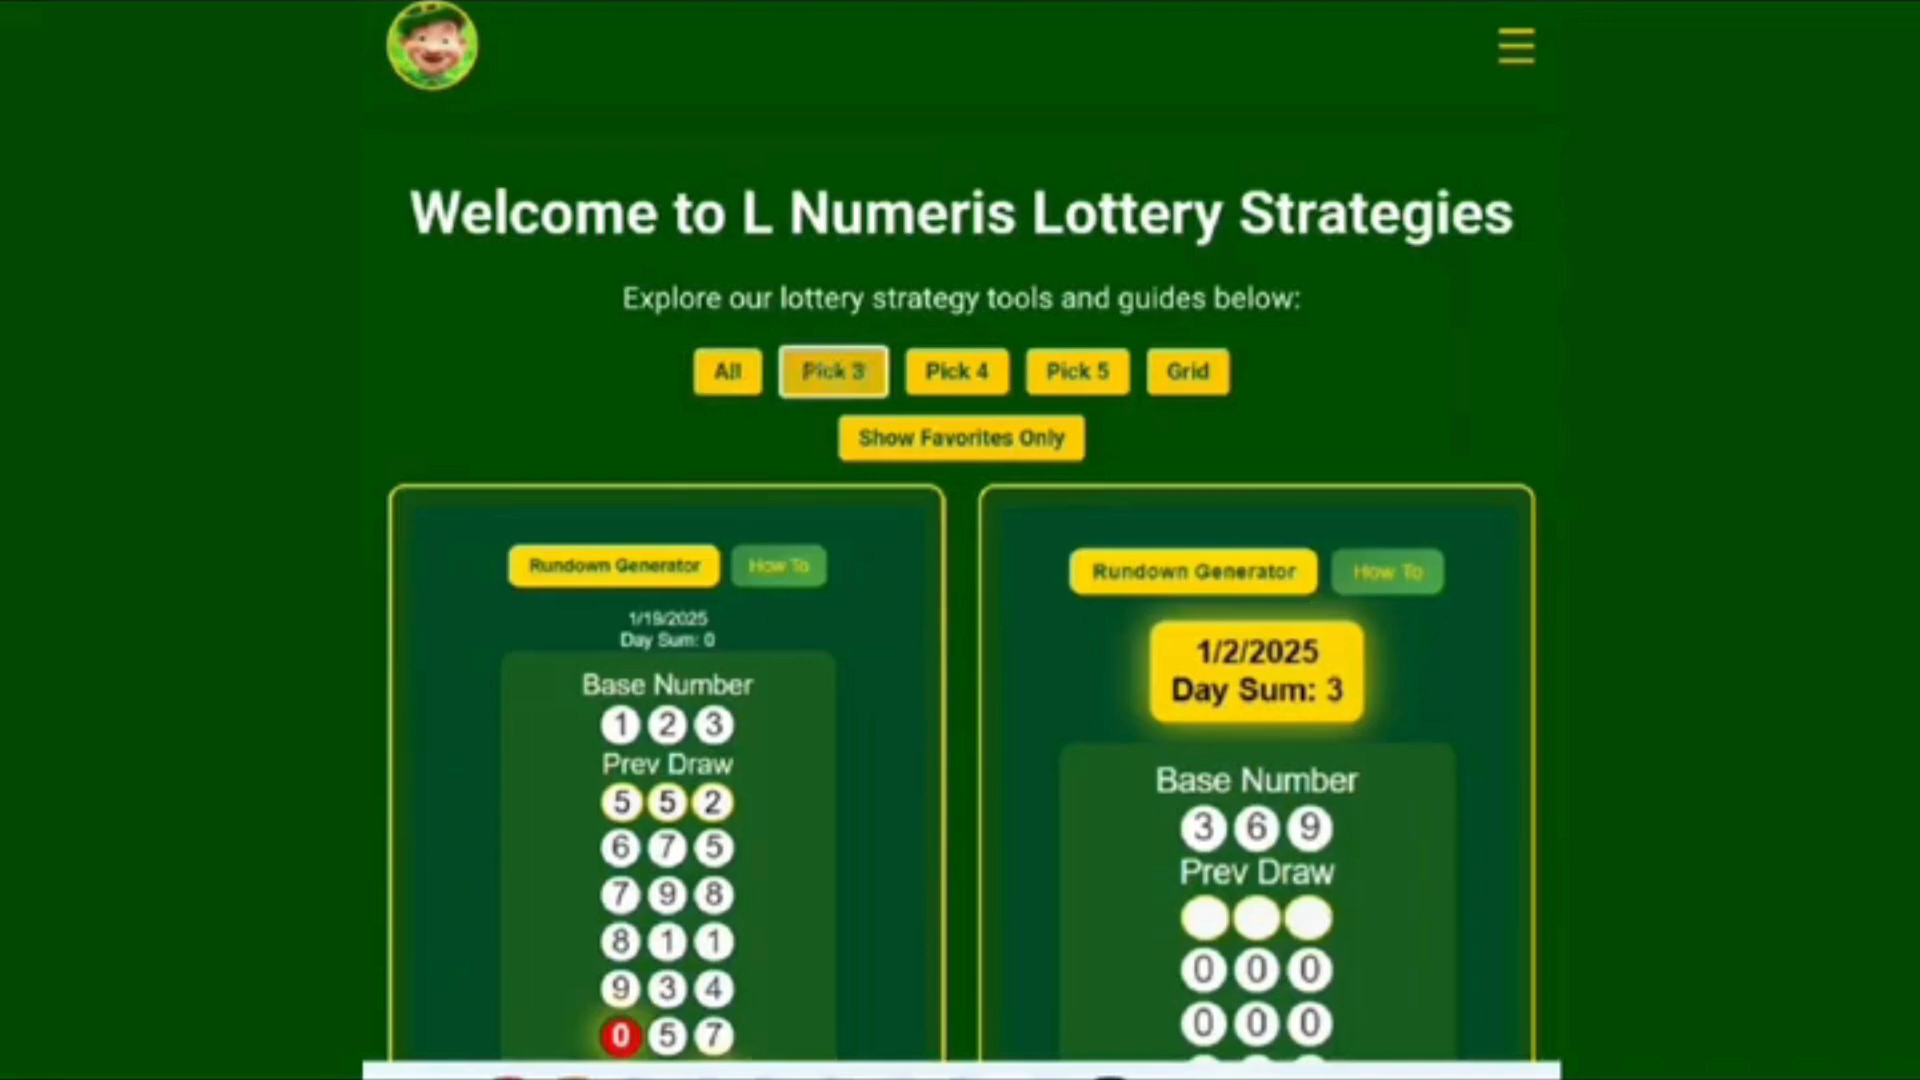 Welcome to L Numeris Lottery Strategies
Explore our lottery strategy tools and guides below:
All Pick 3 Pick 4 Pick 5 Grid
Show Favorites Only
Rundown Generator How To
1/19/2025
Day Sum: 0
Base Number
1 2 3
Prev Draw
5 5 2
6 7 5
7 9 8
8 1 1
9 3 4
0 5 7
Rundown Generator How To
1/2/2025
Day Sum: 3
Base Number
3 6 9
Prev Draw
0 0 0
0 0 0